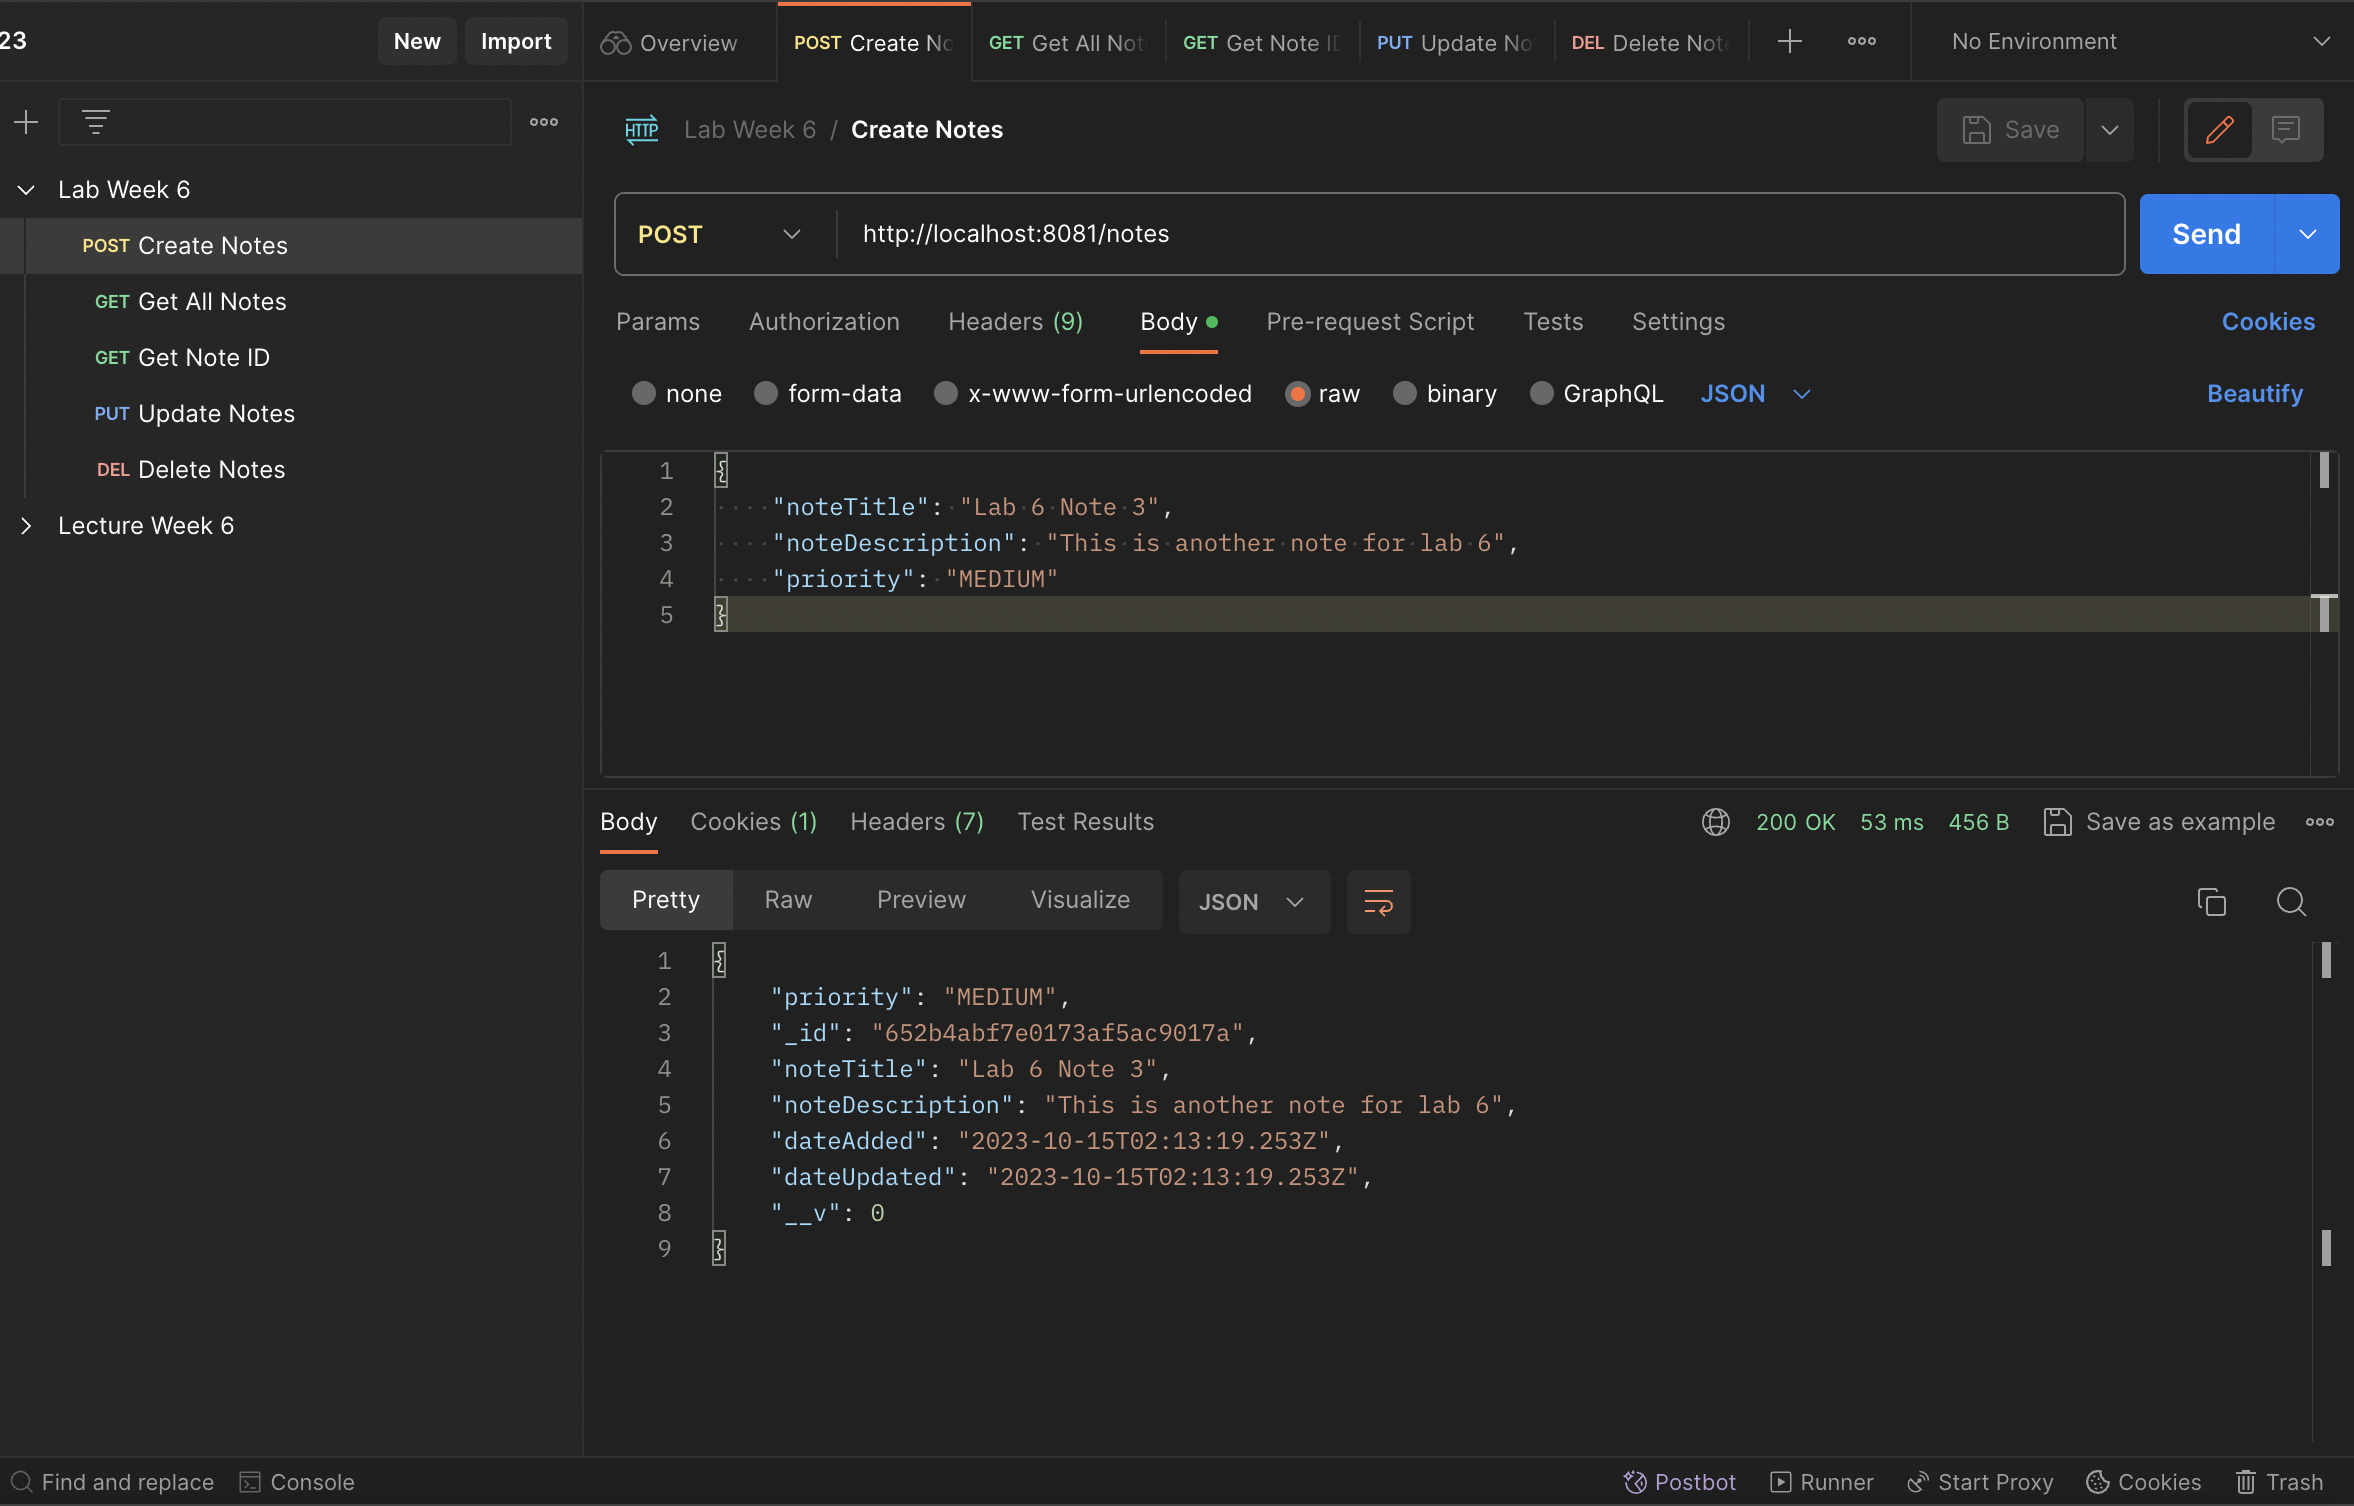 23
New
Import
Overview
POST Create No
GET Get All Not
GET Get Note ID
PUT Update No
DEL Delete Note
No Environment
Lab Week 6
POST Create Notes
GET Get All Notes
GET Get Note ID
PUT Update Notes
DEL Delete Notes
Lecture Week 6
HTTP Lab Week 6 / Create Notes
Save
POST http://localhost:8081/notes
Send
Params Authorization Headers (9) Body Pre-request Script Tests Settings Cookies
none form-data x-www-form-urlencoded raw binary GraphQL JSON Beautify
1 {
2 "noteTitle": "Lab 6 Note 3",
3 "noteDescription": "This is another note for lab 6",
4 "priority": "MEDIUM"
5 }
Body Cookies (1) Headers (7) Test Results 200 OK 53 ms 456 B Save as example
Pretty Raw Preview Visualize JSON
1 {
2 "priority": "MEDIUM",
3 "_id": "652b4abf7e0173af5ac9017a",
4 "noteTitle": "Lab 6 Note 3",
5 "noteDescription": "This is another note for lab 6",
6 "dateAdded": "2023-10-15T02:13:19.253Z",
7 "dateUpdated": "2023-10-15T02:13:19.253Z",
8 "__v": 0
9 }
Find and replace Console Postbot Runner Start Proxy Cookies Trash